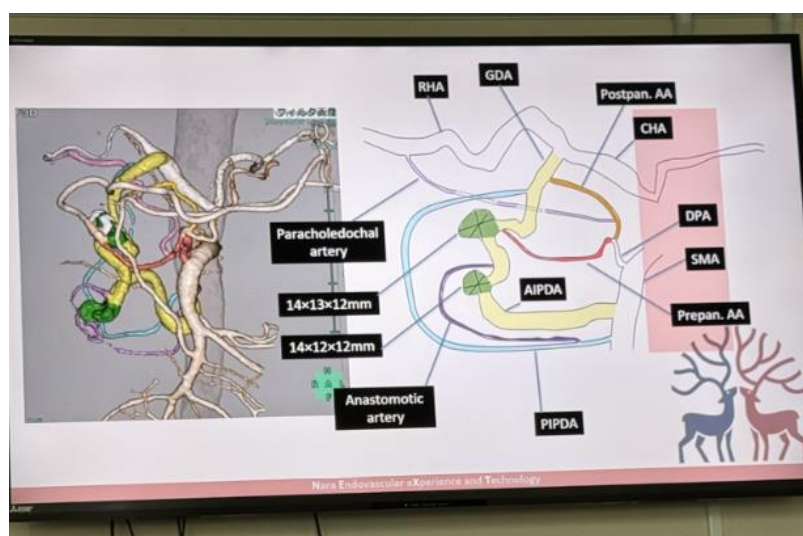 フィルタ画像
RHA
GDA
Postpan. AA
CHA
Paracholedochal
artery
DPA
SMA
14×13×12mm
AIPDA
Prepan. AA
14×12×12mm
Anastomotic
artery
PIPDA
Nara Endovascular eXperience and Technology